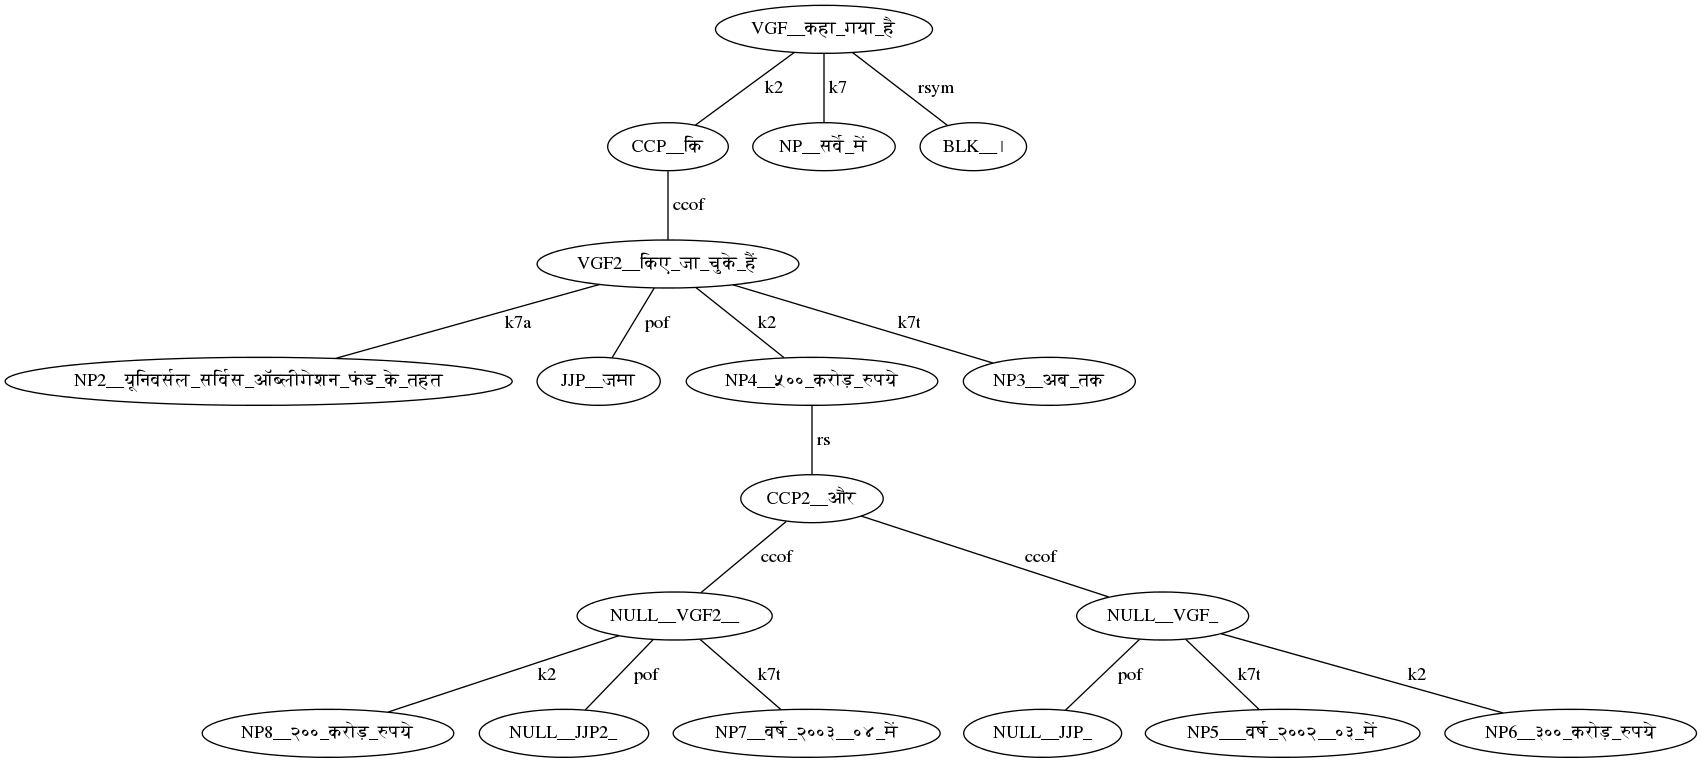 VGF__कहा_गया_है
k2 k7 rsym
CCP__कि NP__सर्वे_में BLK__।
ccof
VGF2__किए_जा_चुके_हैं
k7a pof k2 k7t
NP2__यूनिवर्सल_सर्विस_ऑब्लीगेशन_फंड_के_तहत JJP__जमा NP4__५००_करोड़_रुपये NP3__अब_तक
rs
CCP2__और
ccof ccof
NULL__VGF2__ NULL__VGF_
k2 pof k7t pof k7t k2
NP8__२००_करोड़_रुपये NULL__JJP2_ NP7__वर्ष_२००३__०४_में NULL__JJP_ NP5___वर्ष_२००२__०३_में NP6__३००_करोड़_रुपये